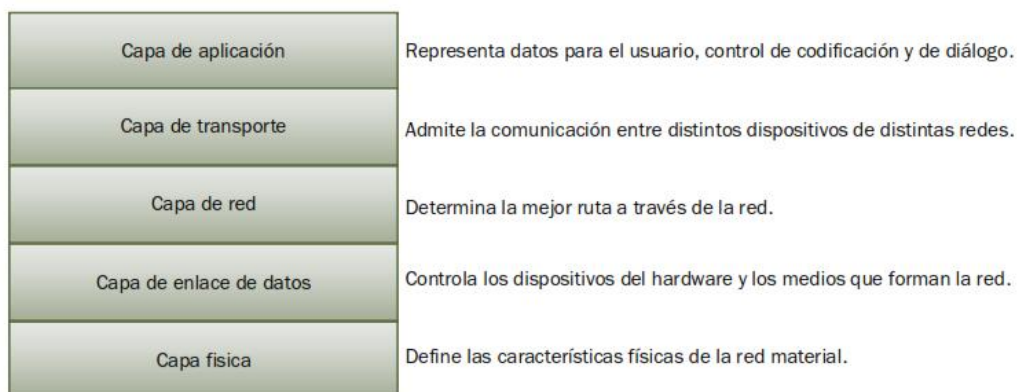 Capa de aplicación
Representa datos para el usuario, control de codificación y de diálogo.
Capa de transporte
Admite la comunicación entre distintos dispositivos de distintas redes.
Capa de red
Determina la mejor ruta a través de la red.
Capa de enlace de datos
Controla los dispositivos del hardware y los medios que forman la red.
Capa fisica
Define las características físicas de la red material.